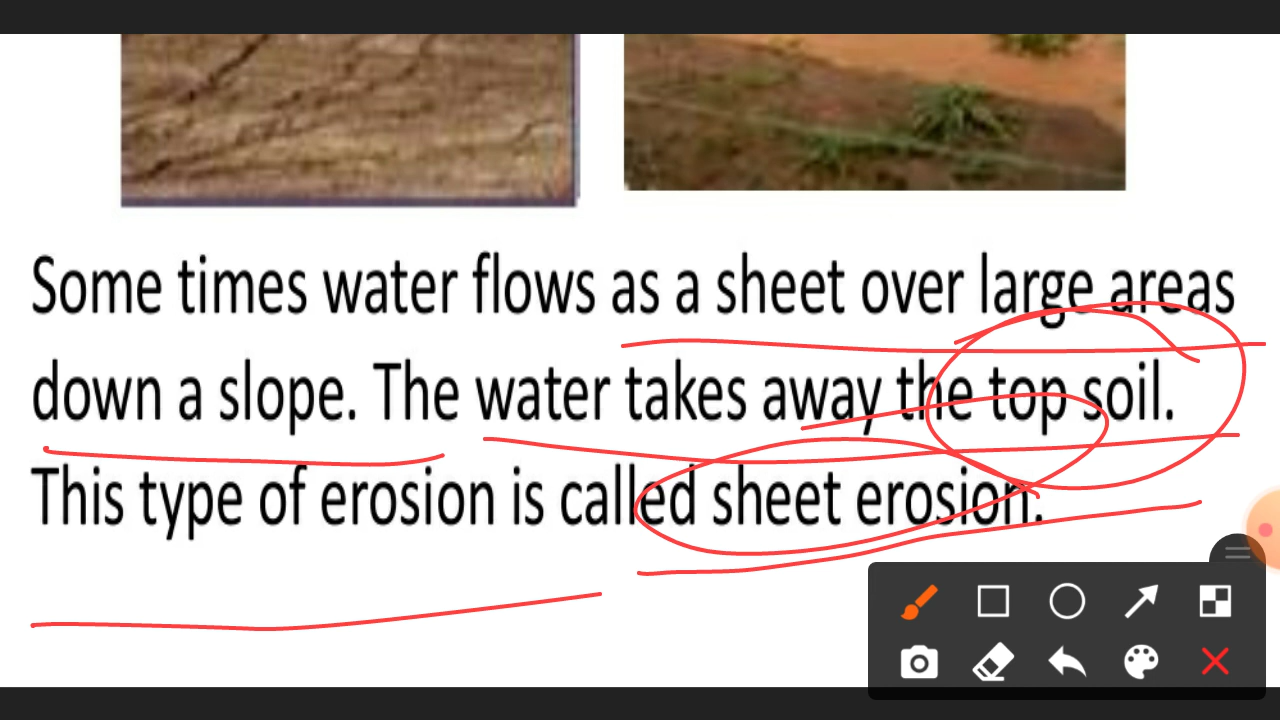 Some times water flows as a sheet over large areas
down a slope. The water takes away the top soil.
This type of erosion is called sheet erosion.